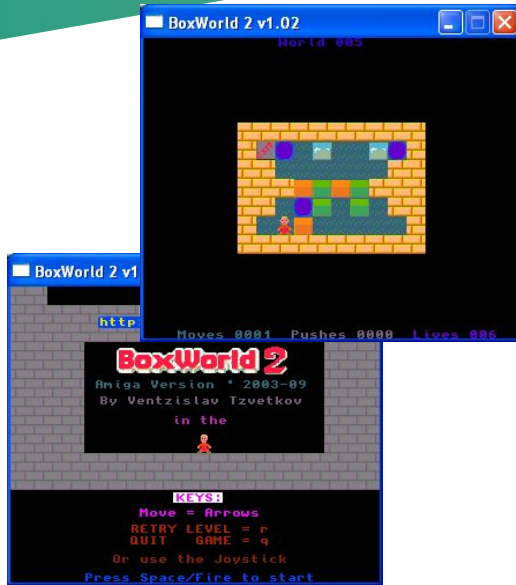 BoxWorld 2 v1.02
World 005
EXIT
Moves 0001 Pushes 0000 Lives 006
BoxWorld 2 v1
http
BoxWorld 2
Amiga Version ' 2003-09
By Ventzislav Tzvetkov
in the
KEYS:
Move = Arrows
RETRY LEVEL = r
QUIT GAME = q
Or use the Joystick
Press Space/Fire to start